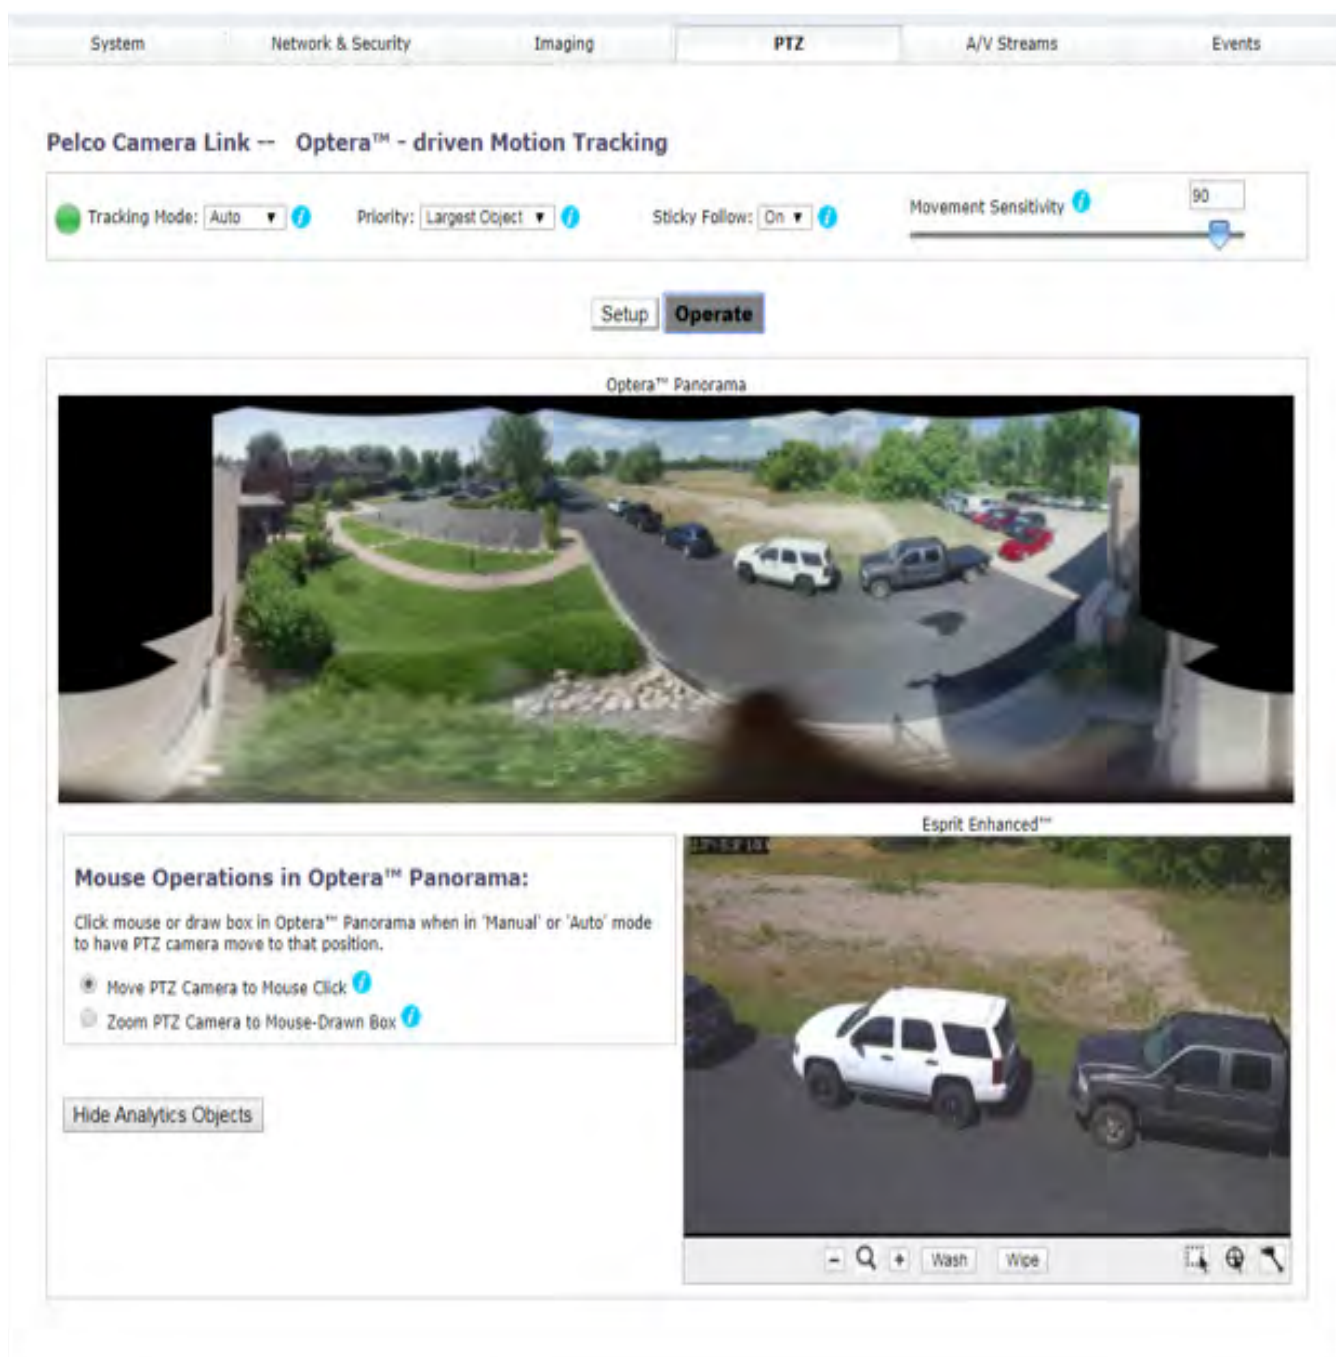 System Network & Security Imaging PTZ A/V Streams Events
Pelco Camera Link -- Optera™ - driven Motion Tracking
Tracking Mode: Auto Priority: Largest Object Sticky Follow: On Movement Sensitivity 90
Setup Operate
Optera™ Panorama
Esprit Enhanced™
Mouse Operations in Optera™ Panorama:
Click mouse or draw box in Optera™ Panorama when in 'Manual' or 'Auto' mode
to have PTZ camera move to that position.
Move PTZ Camera to Mouse Click
Zoom PTZ Camera to Mouse-Drawn Box
Hide Analytics Objects
- + Wash Wipe